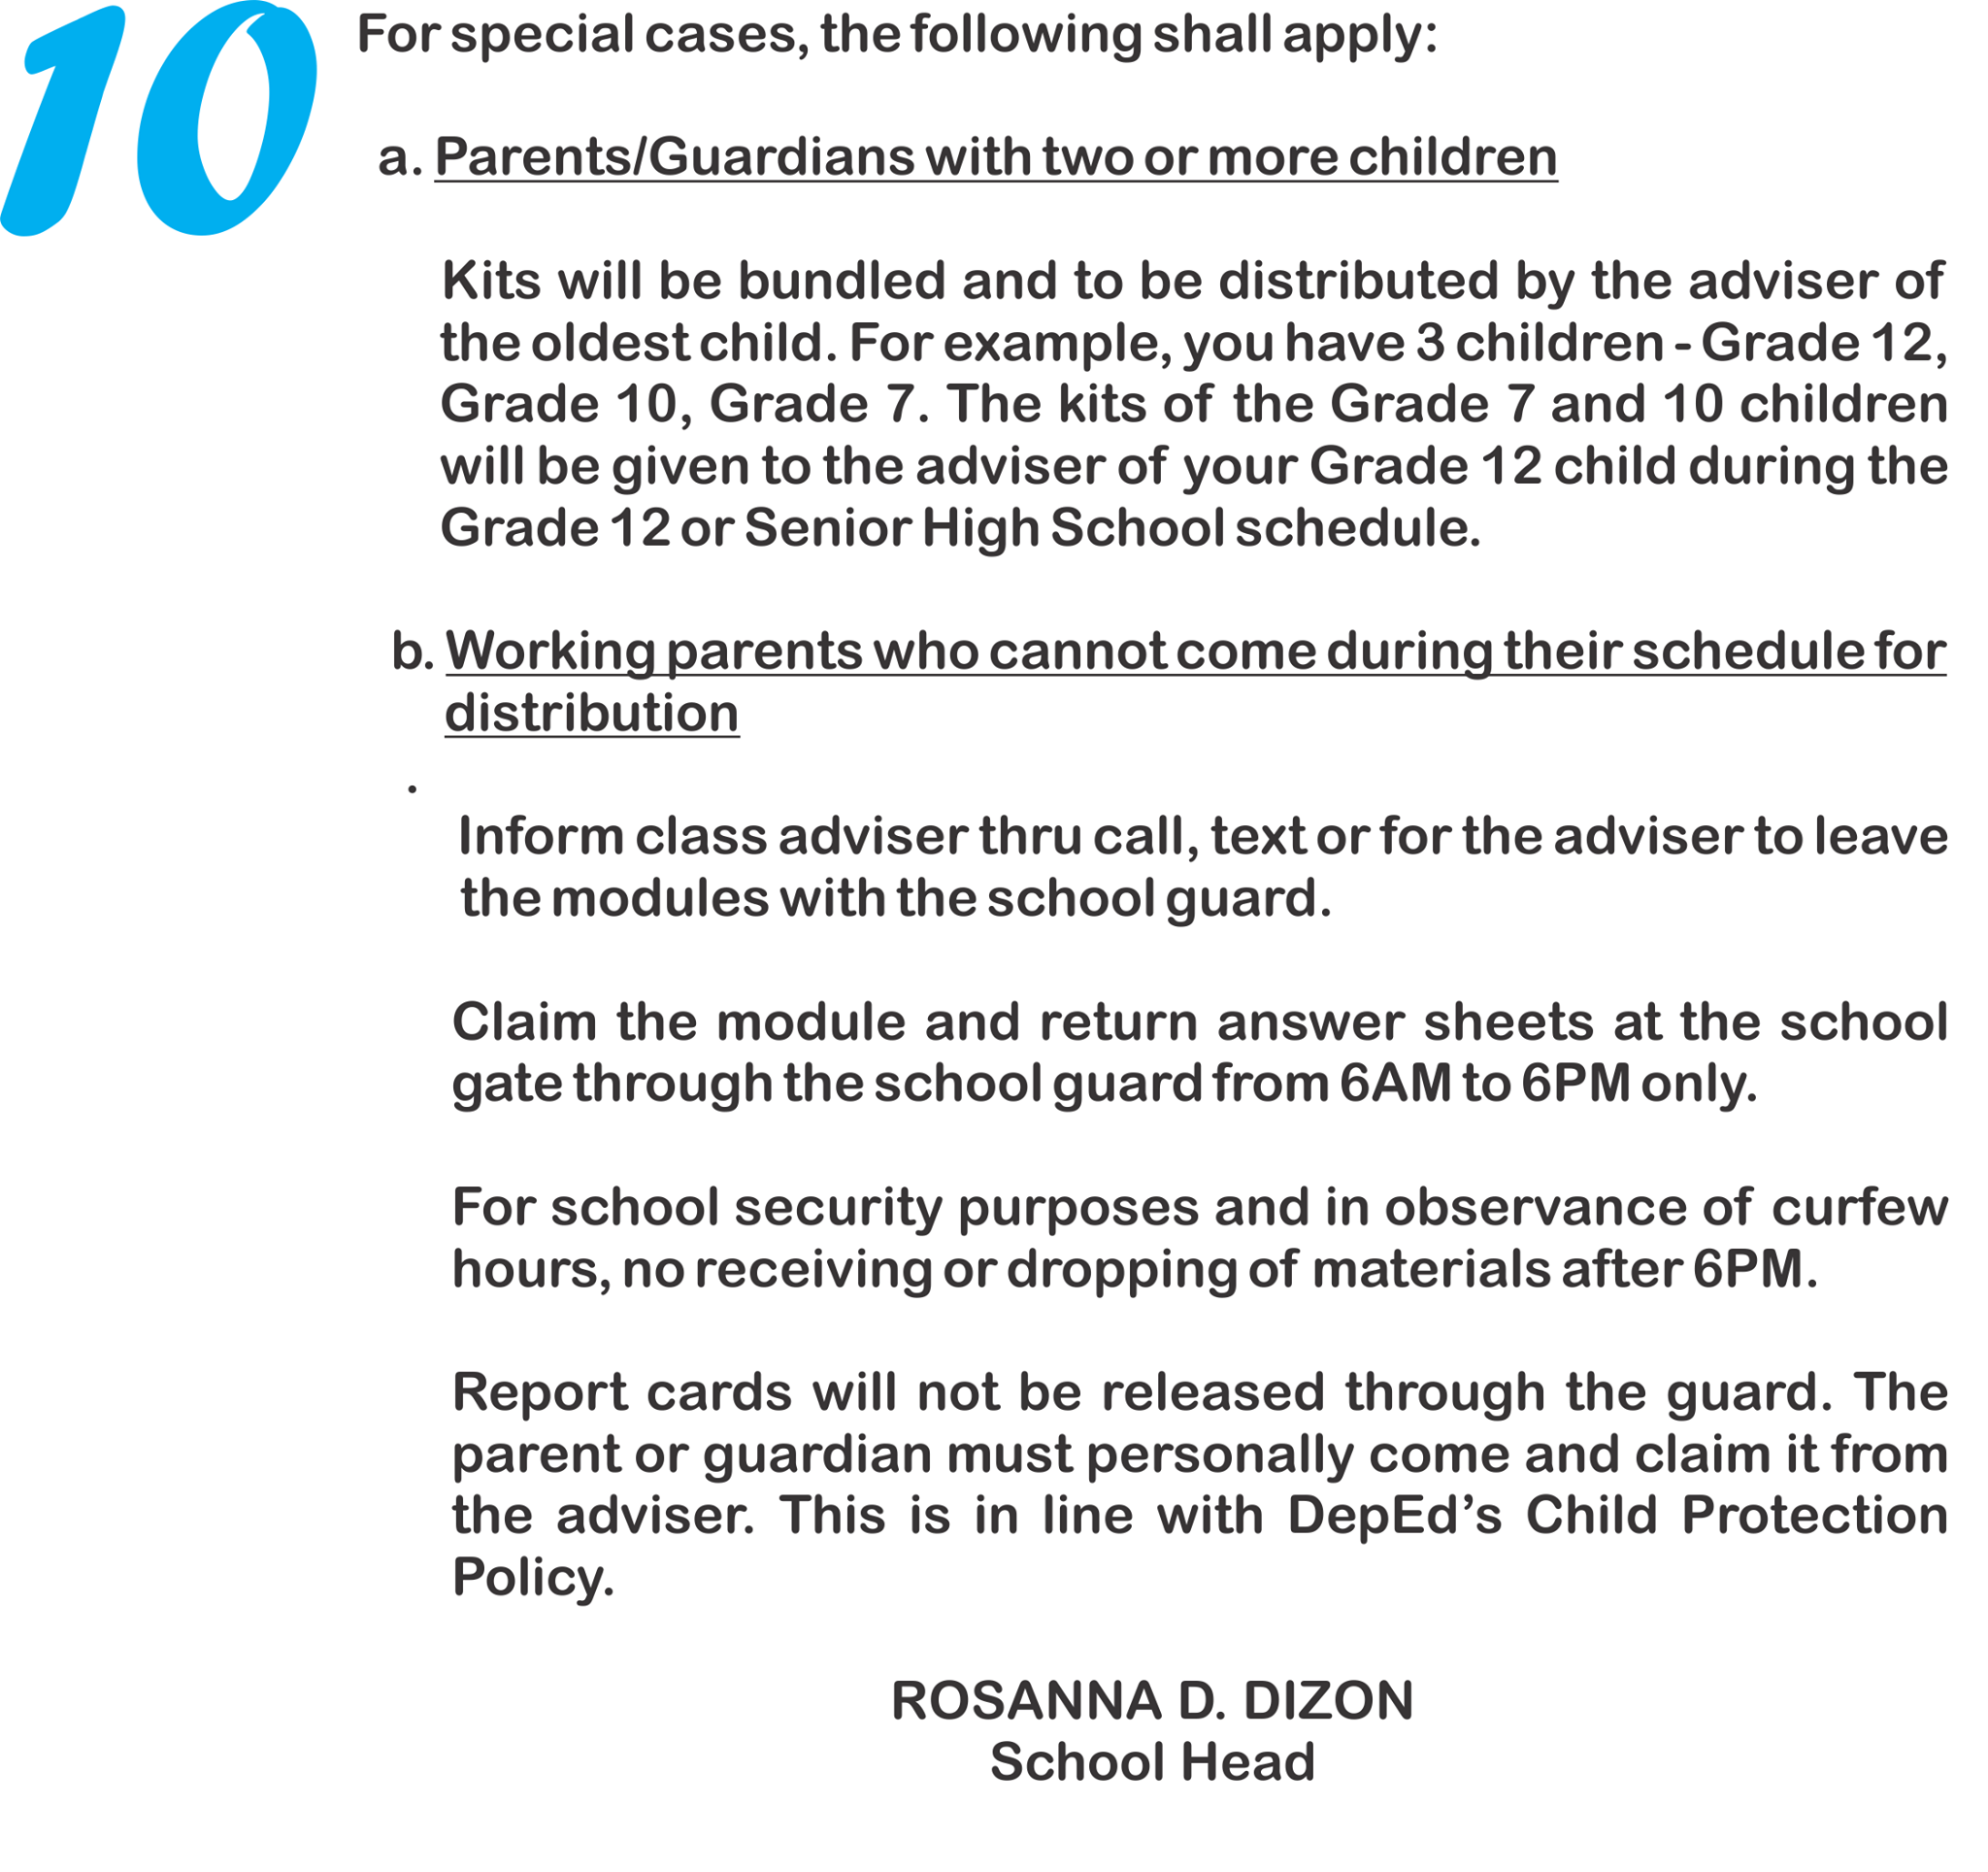 10
For special cases, the following shall apply:
a. Parents/Guardians with two or more children
Kits will be bundled and to be distributed by the adviser of
the oldest child. For example, you have 3 children - Grade 12,
Grade 10, Grade 7. The kits of the Grade 7 and 10 children
will be given to the adviser of your Grade 12 child during the
Grade 12 or Senior High School schedule.
b. Working parents who cannot come during their schedule for
distribution
.
Inform class adviser thru call, text or for the adviser to leave
the modules with the school guard.
Claim the module and return answer sheets at the school
gate through the school guard from 6AM to 6PM only.
For school security purposes and in observance of curfew
hours, no receiving or dropping of materials after 6PM.
Report cards will not be released through the guard. The
parent or guardian must personally come and claim it from
the adviser. This is in line with DepEd's Child Protection
Policy.
ROSANNA D. DIZON
School Head